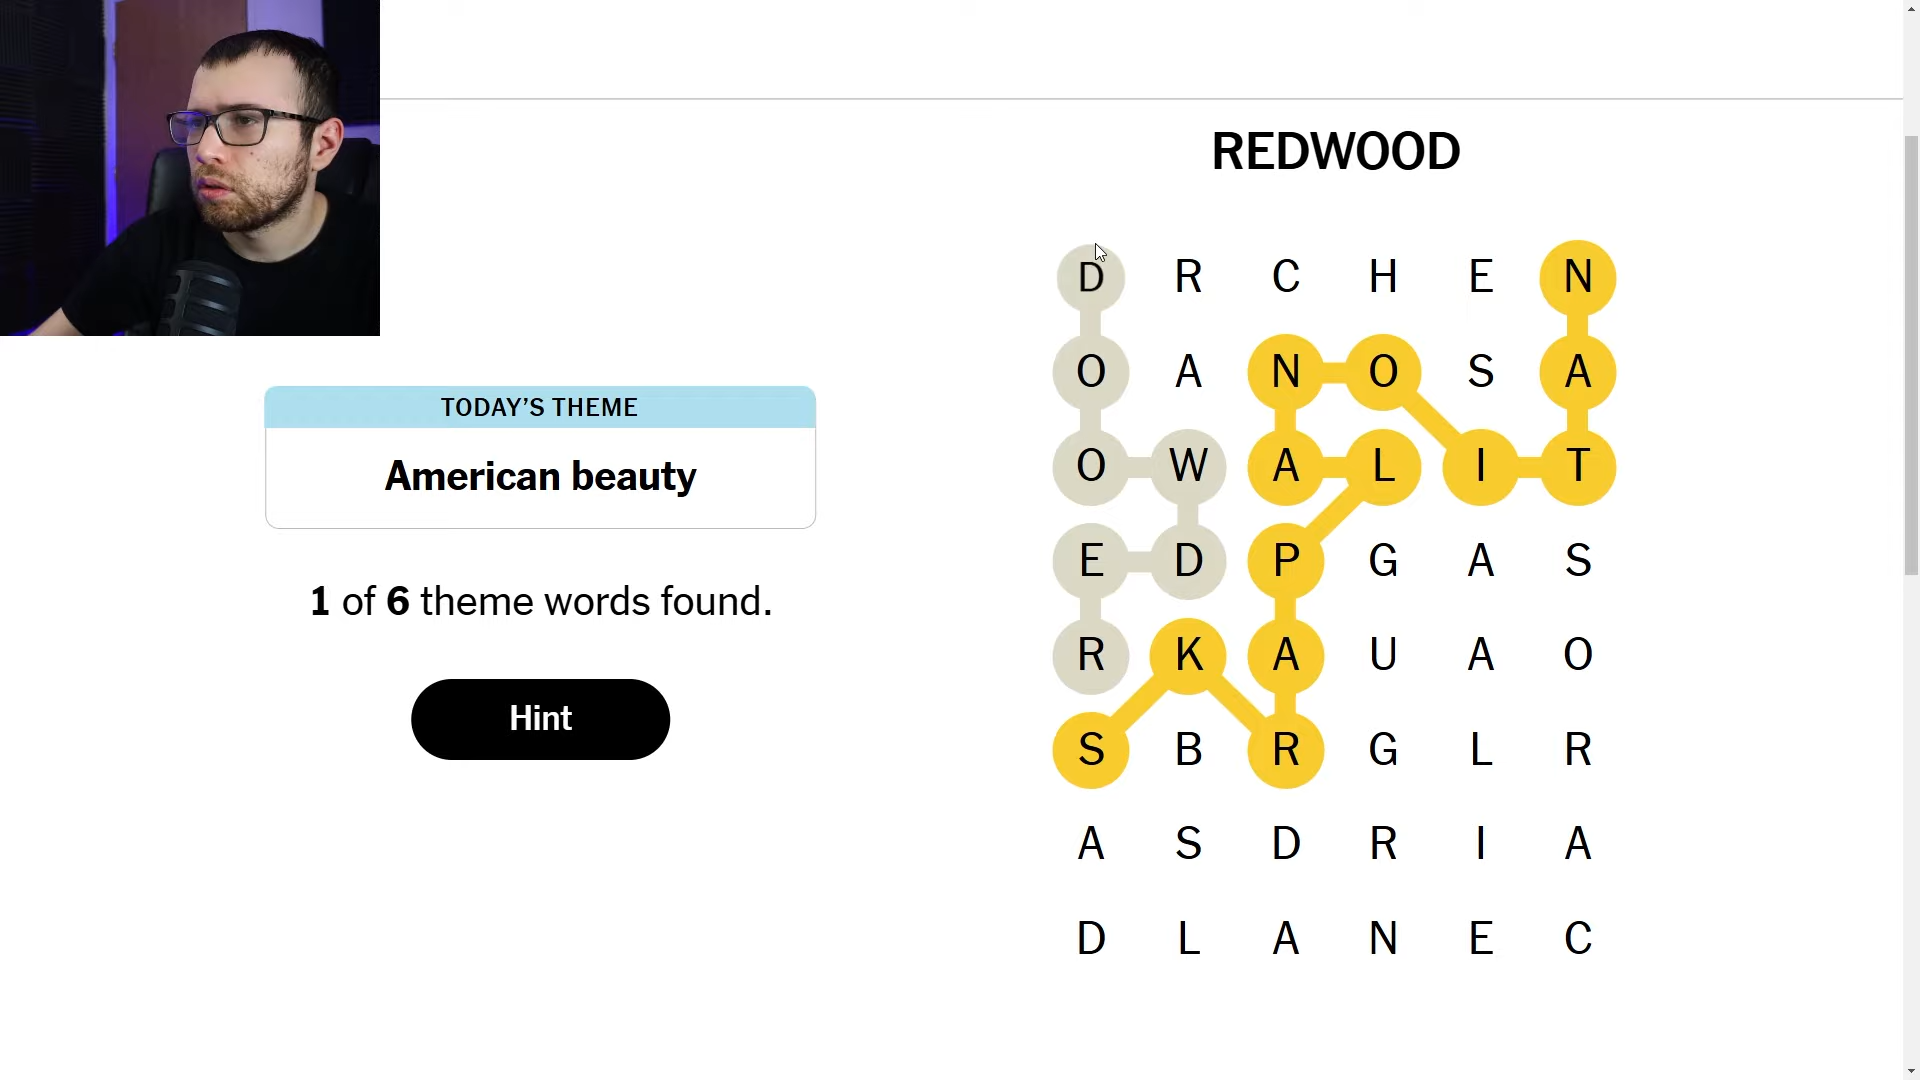 REDWOOD
TODAY'S THEME
American beauty
1 of 6 theme words found.
Hint
D R C H E N
O A N O S A
O W A L I T
E D P G A S
R K A U A O
S B R G L R
A S D R I A
D L A N E C